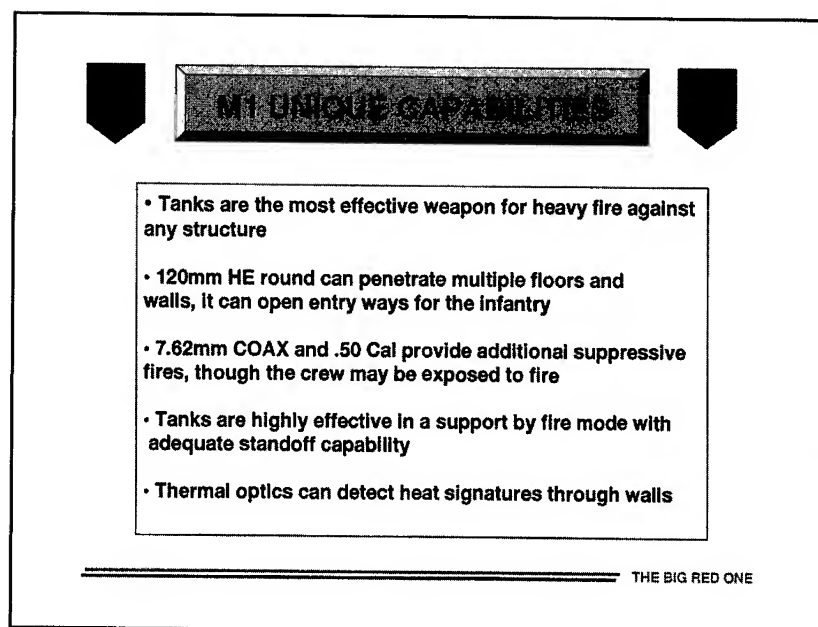 M1 UNIQUE CAPABILITIES
• Tanks are the most effective weapon for heavy fire against
any structure
• 120mm HE round can penetrate multiple floors and
walls, it can open entry ways for the infantry
• 7.62mm COAX and .50 Cal provide additional suppressive
fires, though the crew may be exposed to fire
• Tanks are highly effective in a support by fire mode with
adequate standoff capability
• Thermal optics can detect heat signatures through walls
THE BIG RED ONE